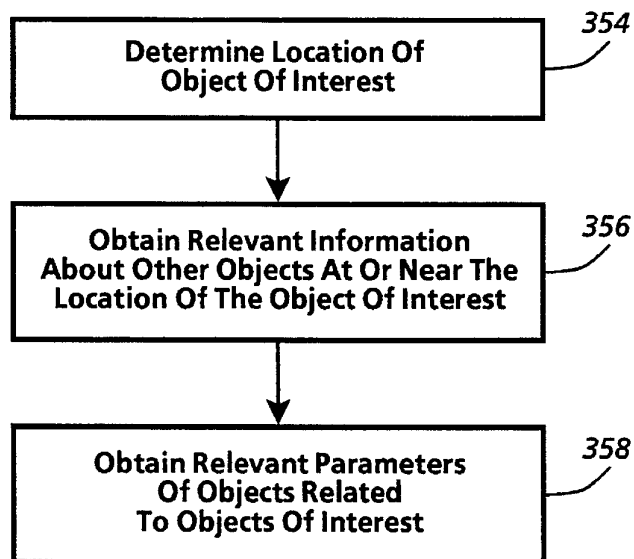 354
Determine Location Of
Object Of Interest
356
Obtain Relevant Information
About Other Objects At Or Near The
Location Of The Object Of Interest
358
Obtain Relevant Parameters
Of Objects Related
To Objects Of Interest